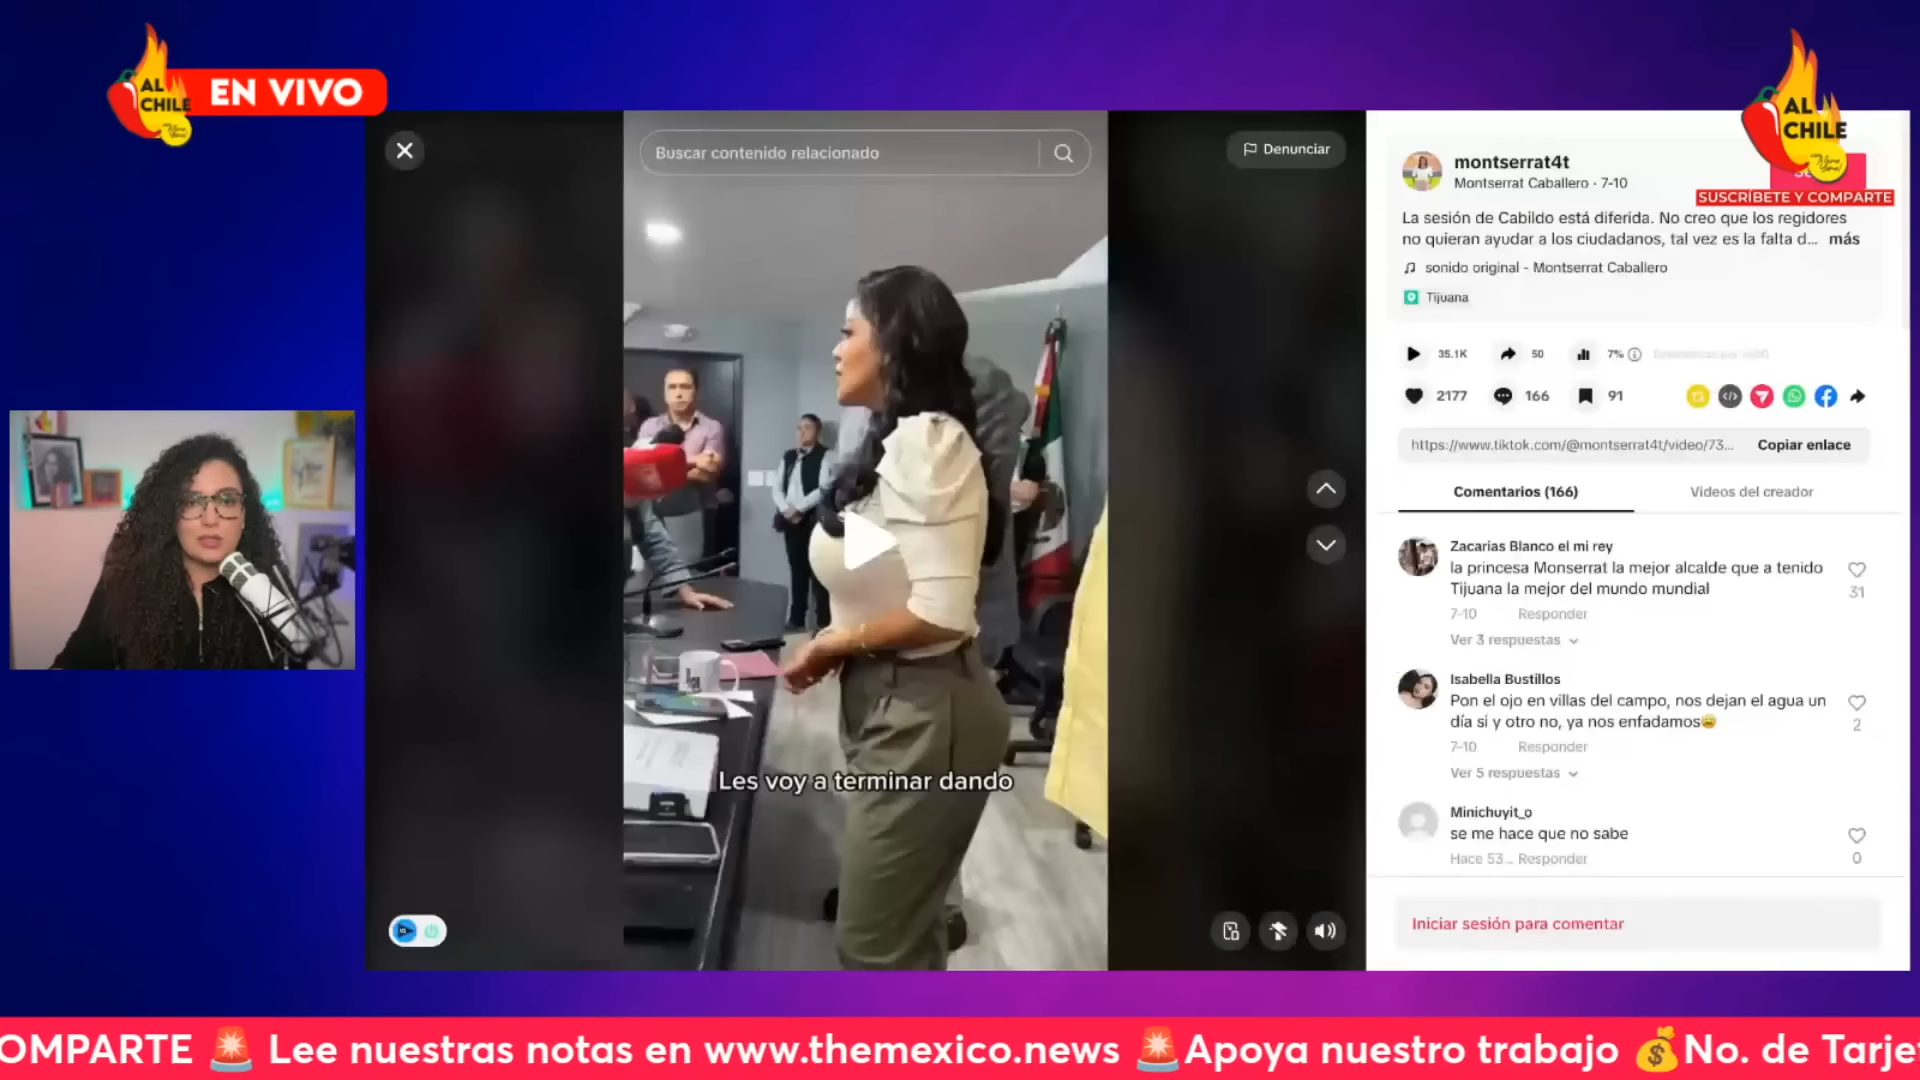 AL
CHILE
EN VIVO
Buscar contenido relacionado
Denunciar
Les voy a terminar dando
AL
CHILE
SUSCRÍBETE Y COMPARTE
montserrat4t
Montserrat Caballero · 7-10
La sesión de Cabildo está diferida. No creo que los regidores
no quieran ayudar a los ciudadanos, tal vez es la falta d... más
sonido original - Montserrat Caballero
Tijuana
35.1K
50
7%
2177
166
91
https://www.tiktok.com/@montserrat4t/video/73...
Copiar enlace
Comentarios (166)
Videos del creador
Zacarias Blanco el mi rey
la princesa Monserrat la mejor alcalde que a tenido
Tijuana la mejor del mundo mundial
31
7-10 Responder
Ver 3 respuestas
Isabella Bustillos
Pon el ojo en villas del campo, nos dejan el agua un
día si y otro no, ya nos enfadamos😩
2
7-10 Responder
Ver 5 respuestas
Minichuyit_o
se me hace que no sabe
0
Hace 53... Responder
Iniciar sesión para comentar
OMPARTE 🚨 Lee nuestras notas en www.themexico.news 🚨Apoya nuestro trabajo 💰No. de Tarje